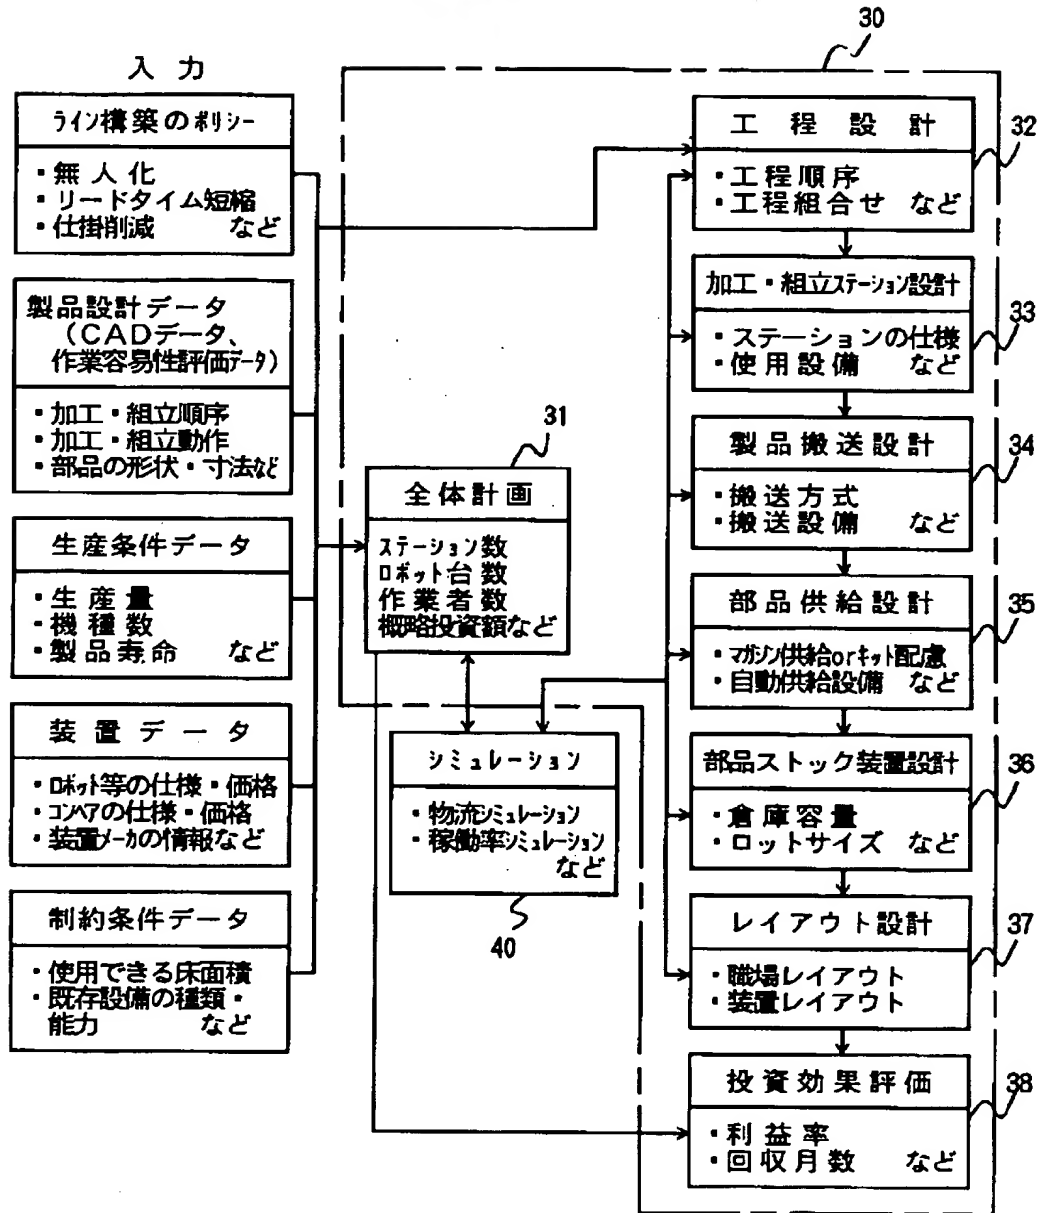 30
入力
ライン構築のポリシー
・無人化
・リードタイム短縮
・仕掛削減 など
製品設計データ
(CADデータ、
作業容易性評価データ)
・加工・組立順序
・加工・組立動作
・部品の形状・寸法など
生産条件データ
・生産量
・機種数
・製品寿命 など
装置データ
・ロボット等の仕様・価格
・コンベアの仕様・価格
・装置メーカの情報など
制約条件データ
・使用できる床面積
・既存設備の種類・
能力 など
31
全体計画
ステーション数
ロボット台数
作業者数
概略投資額など
シミュレーション
・物流シミュレーション
・稼働率シミュレーション
など
40
工程設計
・工程順序
・工程組合せ など
32
加工・組立ステーション設計
・ステーションの仕様
・使用設備 など
33
製品搬送設計
・搬送方式
・搬送設備 など
34
部品供給設計
・マガジン供給orキット配慮
・自動供給設備 など
35
部品ストック装置設計
・倉庫容量
・ロットサイズ など
36
レイアウト設計
・職場レイアウト
・装置レイアウト
37
投資効果評価
・利益率
・回収月数 など
38